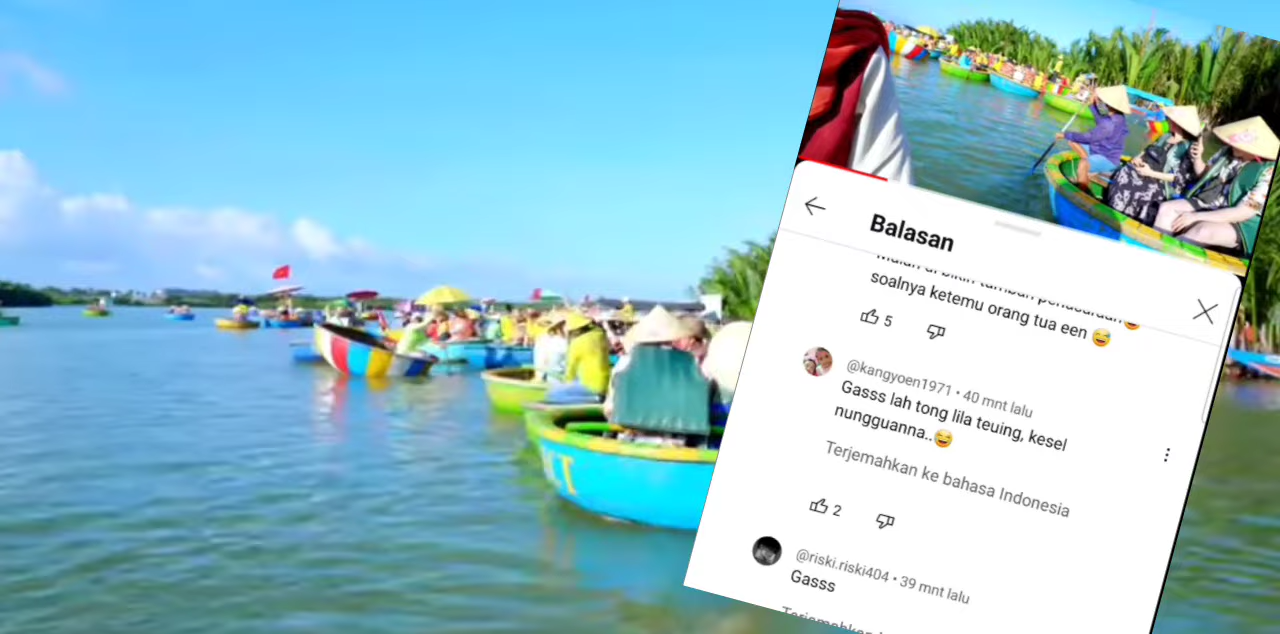 Balasan
soalnya ketemu orang tua een 😅
5
@kangyoen1971 • 40 mnt lalu
Gasss lah tong lila teuing, kesel
nungguanna..😅
Terjemahkan ke bahasa Indonesia
2
@riski.riski404 • 39 mnt lalu
Gasss